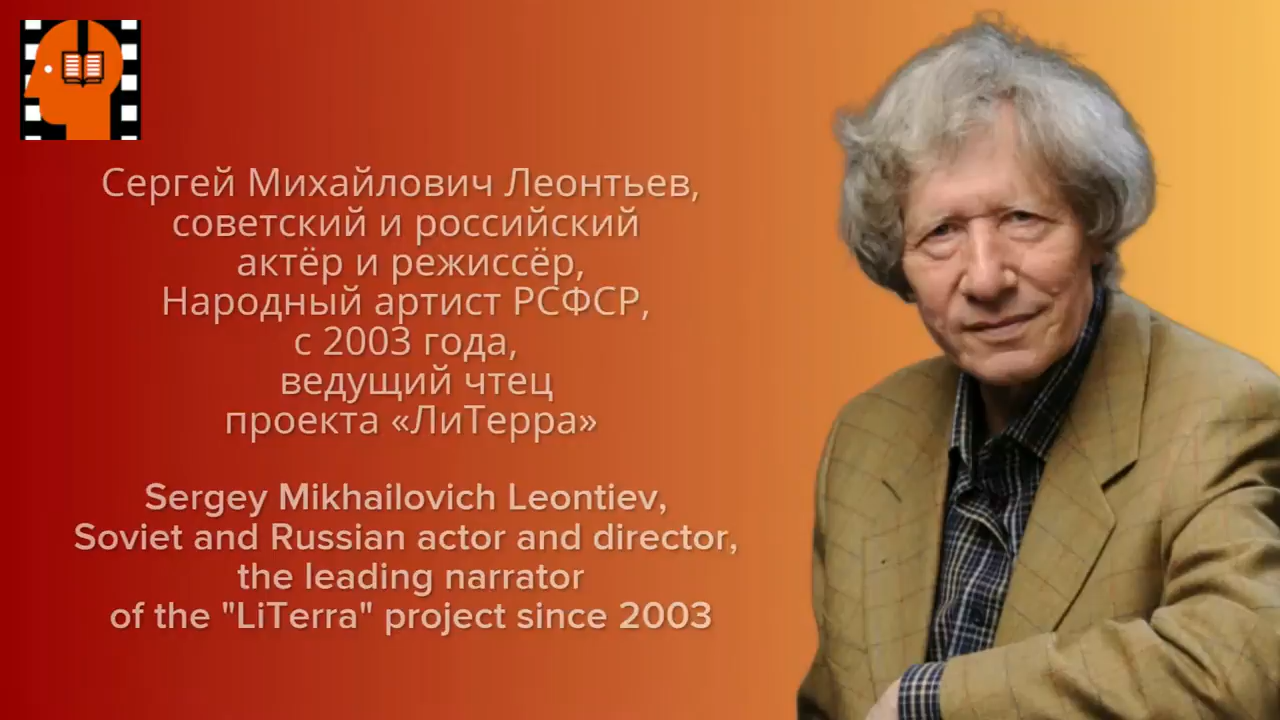 Сергей Михайлович Леонтьев,
советский и российский
актёр и режиссёр,
Народный артист РСФСР,
с 2003 года,
ведущий чтец
проекта «ЛиТерра»
Sergey Mikhailovich Leontiev,
Soviet and Russian actor and director,
the leading narrator
of the "LiTerra" project since 2003